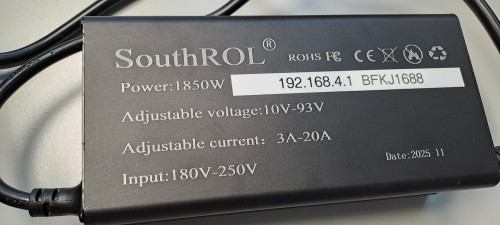 SouthROL® ROHS FC CE
Power:1850W 192.168.4.1 BFKJ1688
Adjustable voltage:10V-93V
Adjustable current: 3A-20A
Input:180V-250V
Date:2025 11